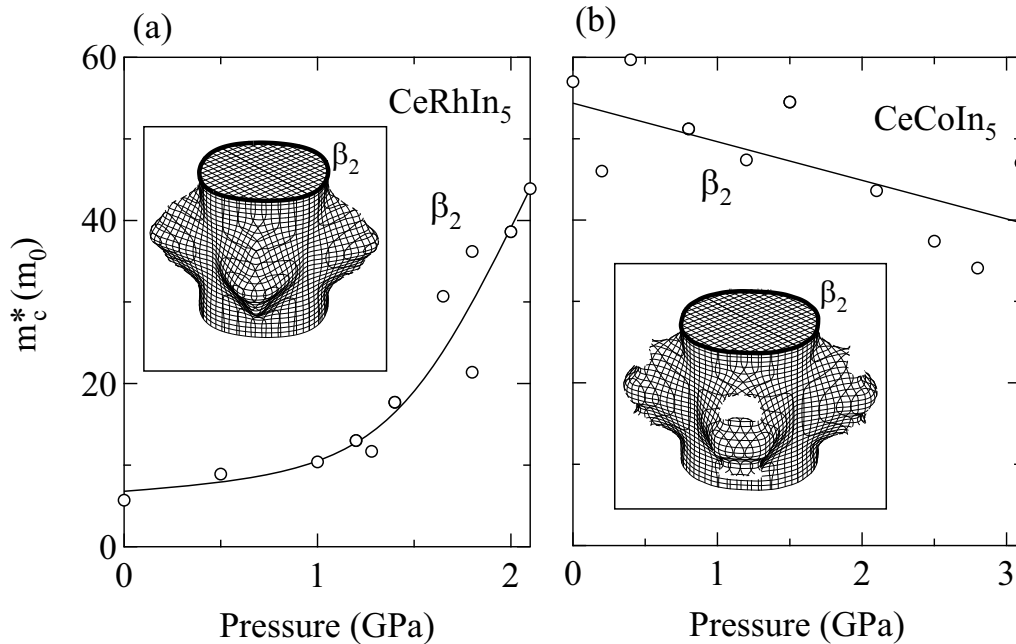 (a)
60
40
20
0
m*c (m0)
CeRhIn5
β2
β2
0 1 2
Pressure (GPa)
(b)
CeCoIn5
β2
β2
0 1 2 3
Pressure (GPa)